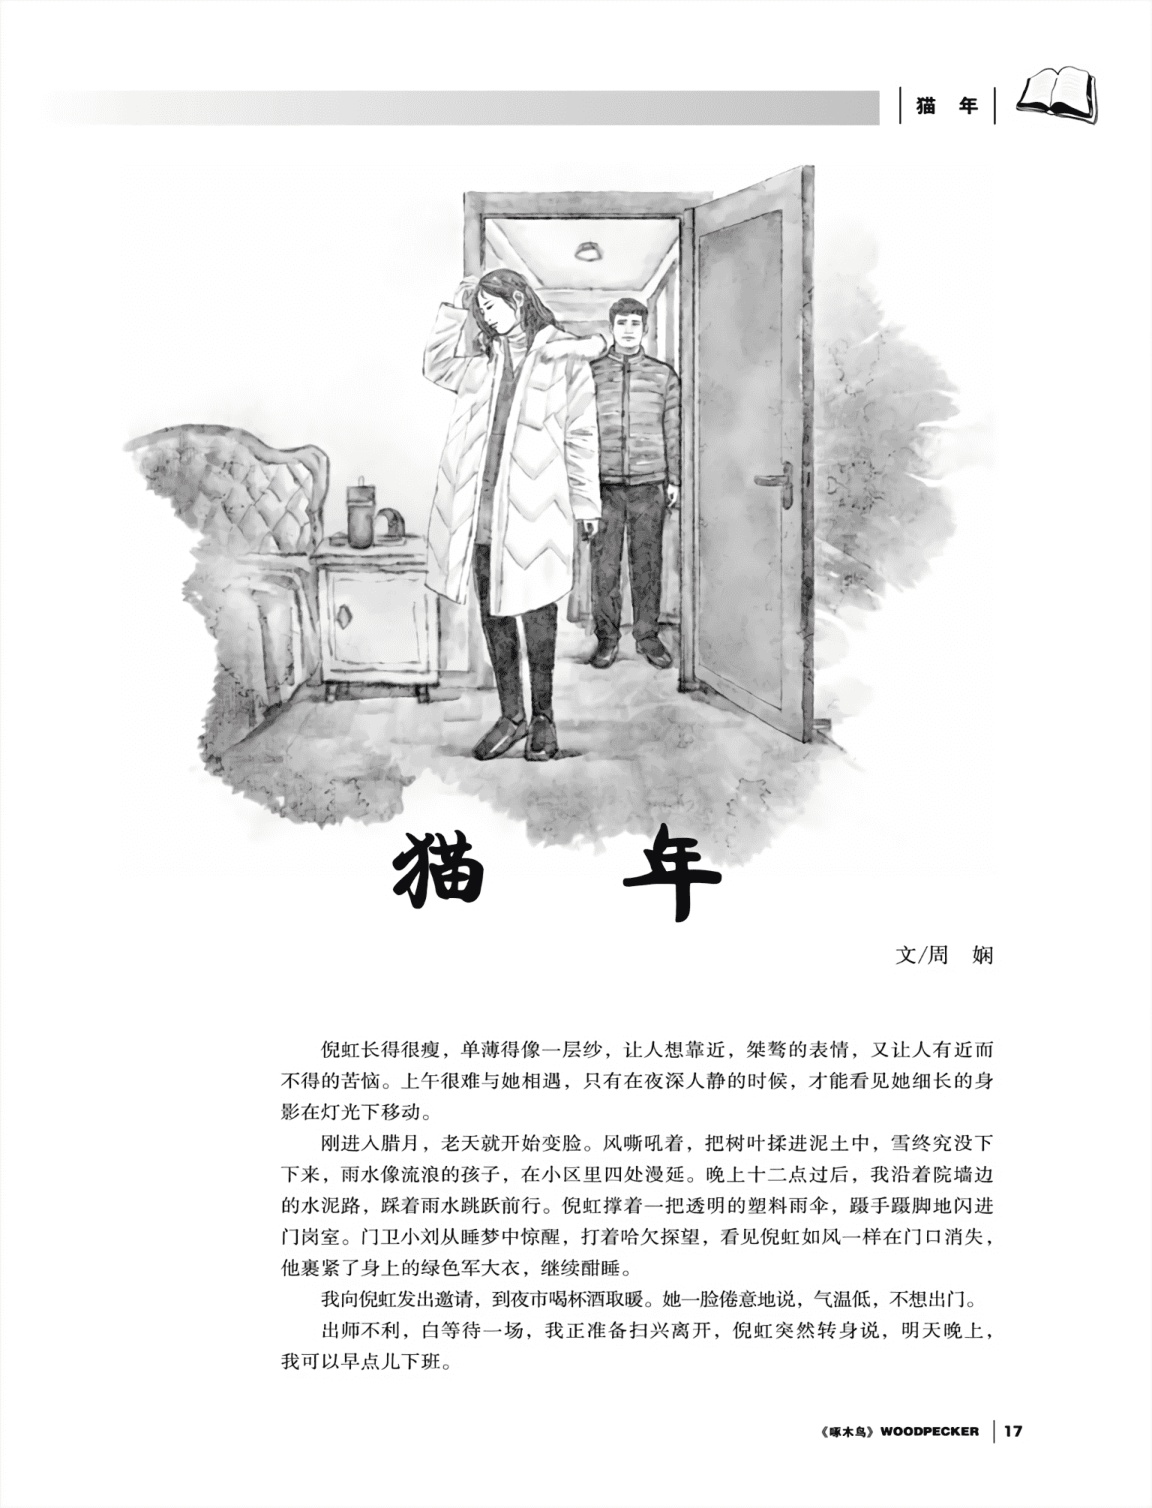 猫 年
猫 年
文/周 娴
倪虹长得很瘦，单薄得像一层纱，让人想靠近，桀骜的表情，又让人有近而
不得的苦恼。上午很难与她相遇，只有在夜深人静的时候，才能看见她细长的身
影在灯光下移动。
刚进入腊月，老天就开始变脸。风嘶吼着，把树叶揉进泥土中，雪终究没下
下来，雨水像流浪的孩子，在小区里四处漫延。晚上十二点过后，我沿着院墙边
的水泥路，踩着雨水跳跃前行。倪虹撑着一把透明的塑料雨伞，蹑手蹑脚地闪进
门岗室。门卫小刘从睡梦中惊醒，打着哈欠探望，看见倪虹如风一样在门口消失，
他裹紧了身上的绿色军大衣，继续酣睡。
我向倪虹发出邀请，到夜市喝杯酒取暖。她一脸倦意地说，气温低，不想出门。
出师不利，白等待一场，我正准备扫兴离开，倪虹突然转身说，明天晚上，
我可以早点儿下班。
《啄木鸟》WOODPECKER 17